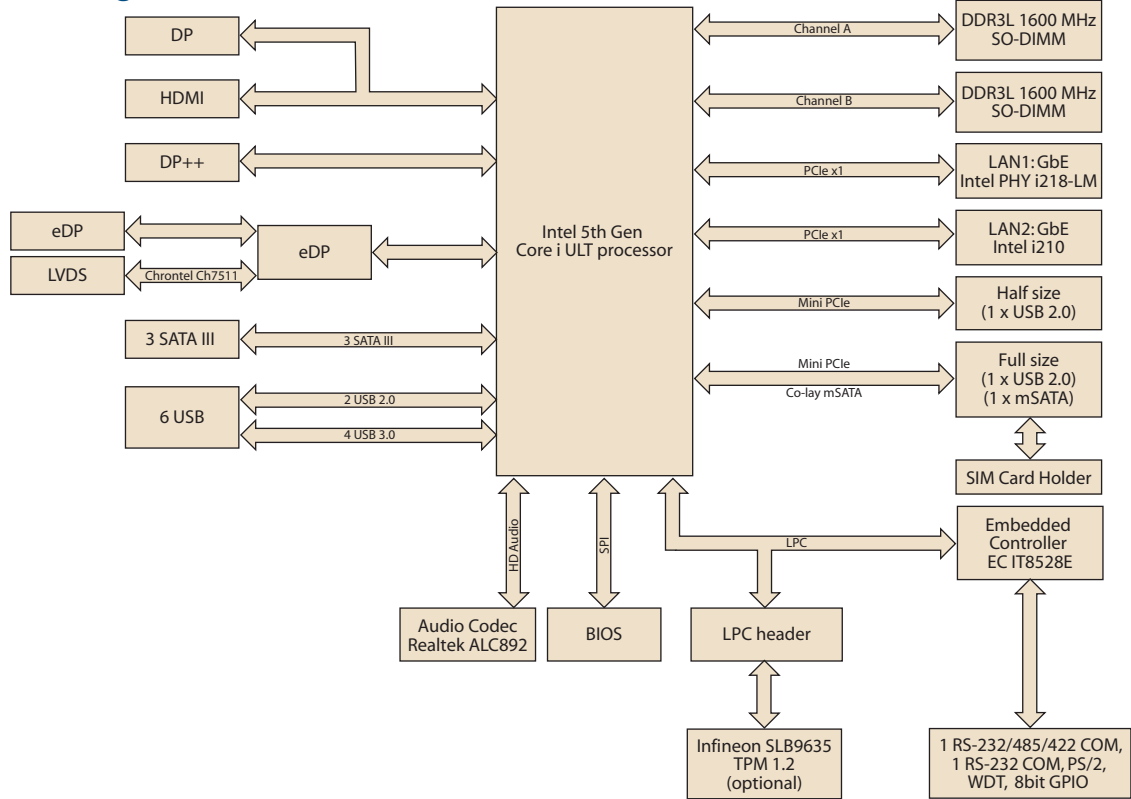 DP
HDMI
DP++
eDP
LVDS
Chrontel Ch7511
eDP
3 SATA III
3 SATA III
6 USB
2 USB 2.0
4 USB 3.0
Intel 5th Gen
Core i ULT processor
Channel A
DDR3L 1600 MHz
SO-DIMM
Channel B
DDR3L 1600 MHz
SO-DIMM
PCIe x1
LAN1: GbE
Intel PHY i218-LM
PCIe x1
LAN2: GbE
Intel i210
Mini PCIe
Half size
(1 x USB 2.0)
Mini PCIe
Co-lay mSATA
Full size
(1 x USB 2.0)
(1 x mSATA)
SIM Card Holder
HD Audio
SPI
LPC
Embedded
Controller
EC IT8528E
Audio Codec
Realtek ALC892
BIOS
LPC header
Infineon SLB9635
TPM 1.2
(optional)
1 RS-232/485/422 COM,
1 RS-232 COM, PS/2,
WDT, 8bit GPIO